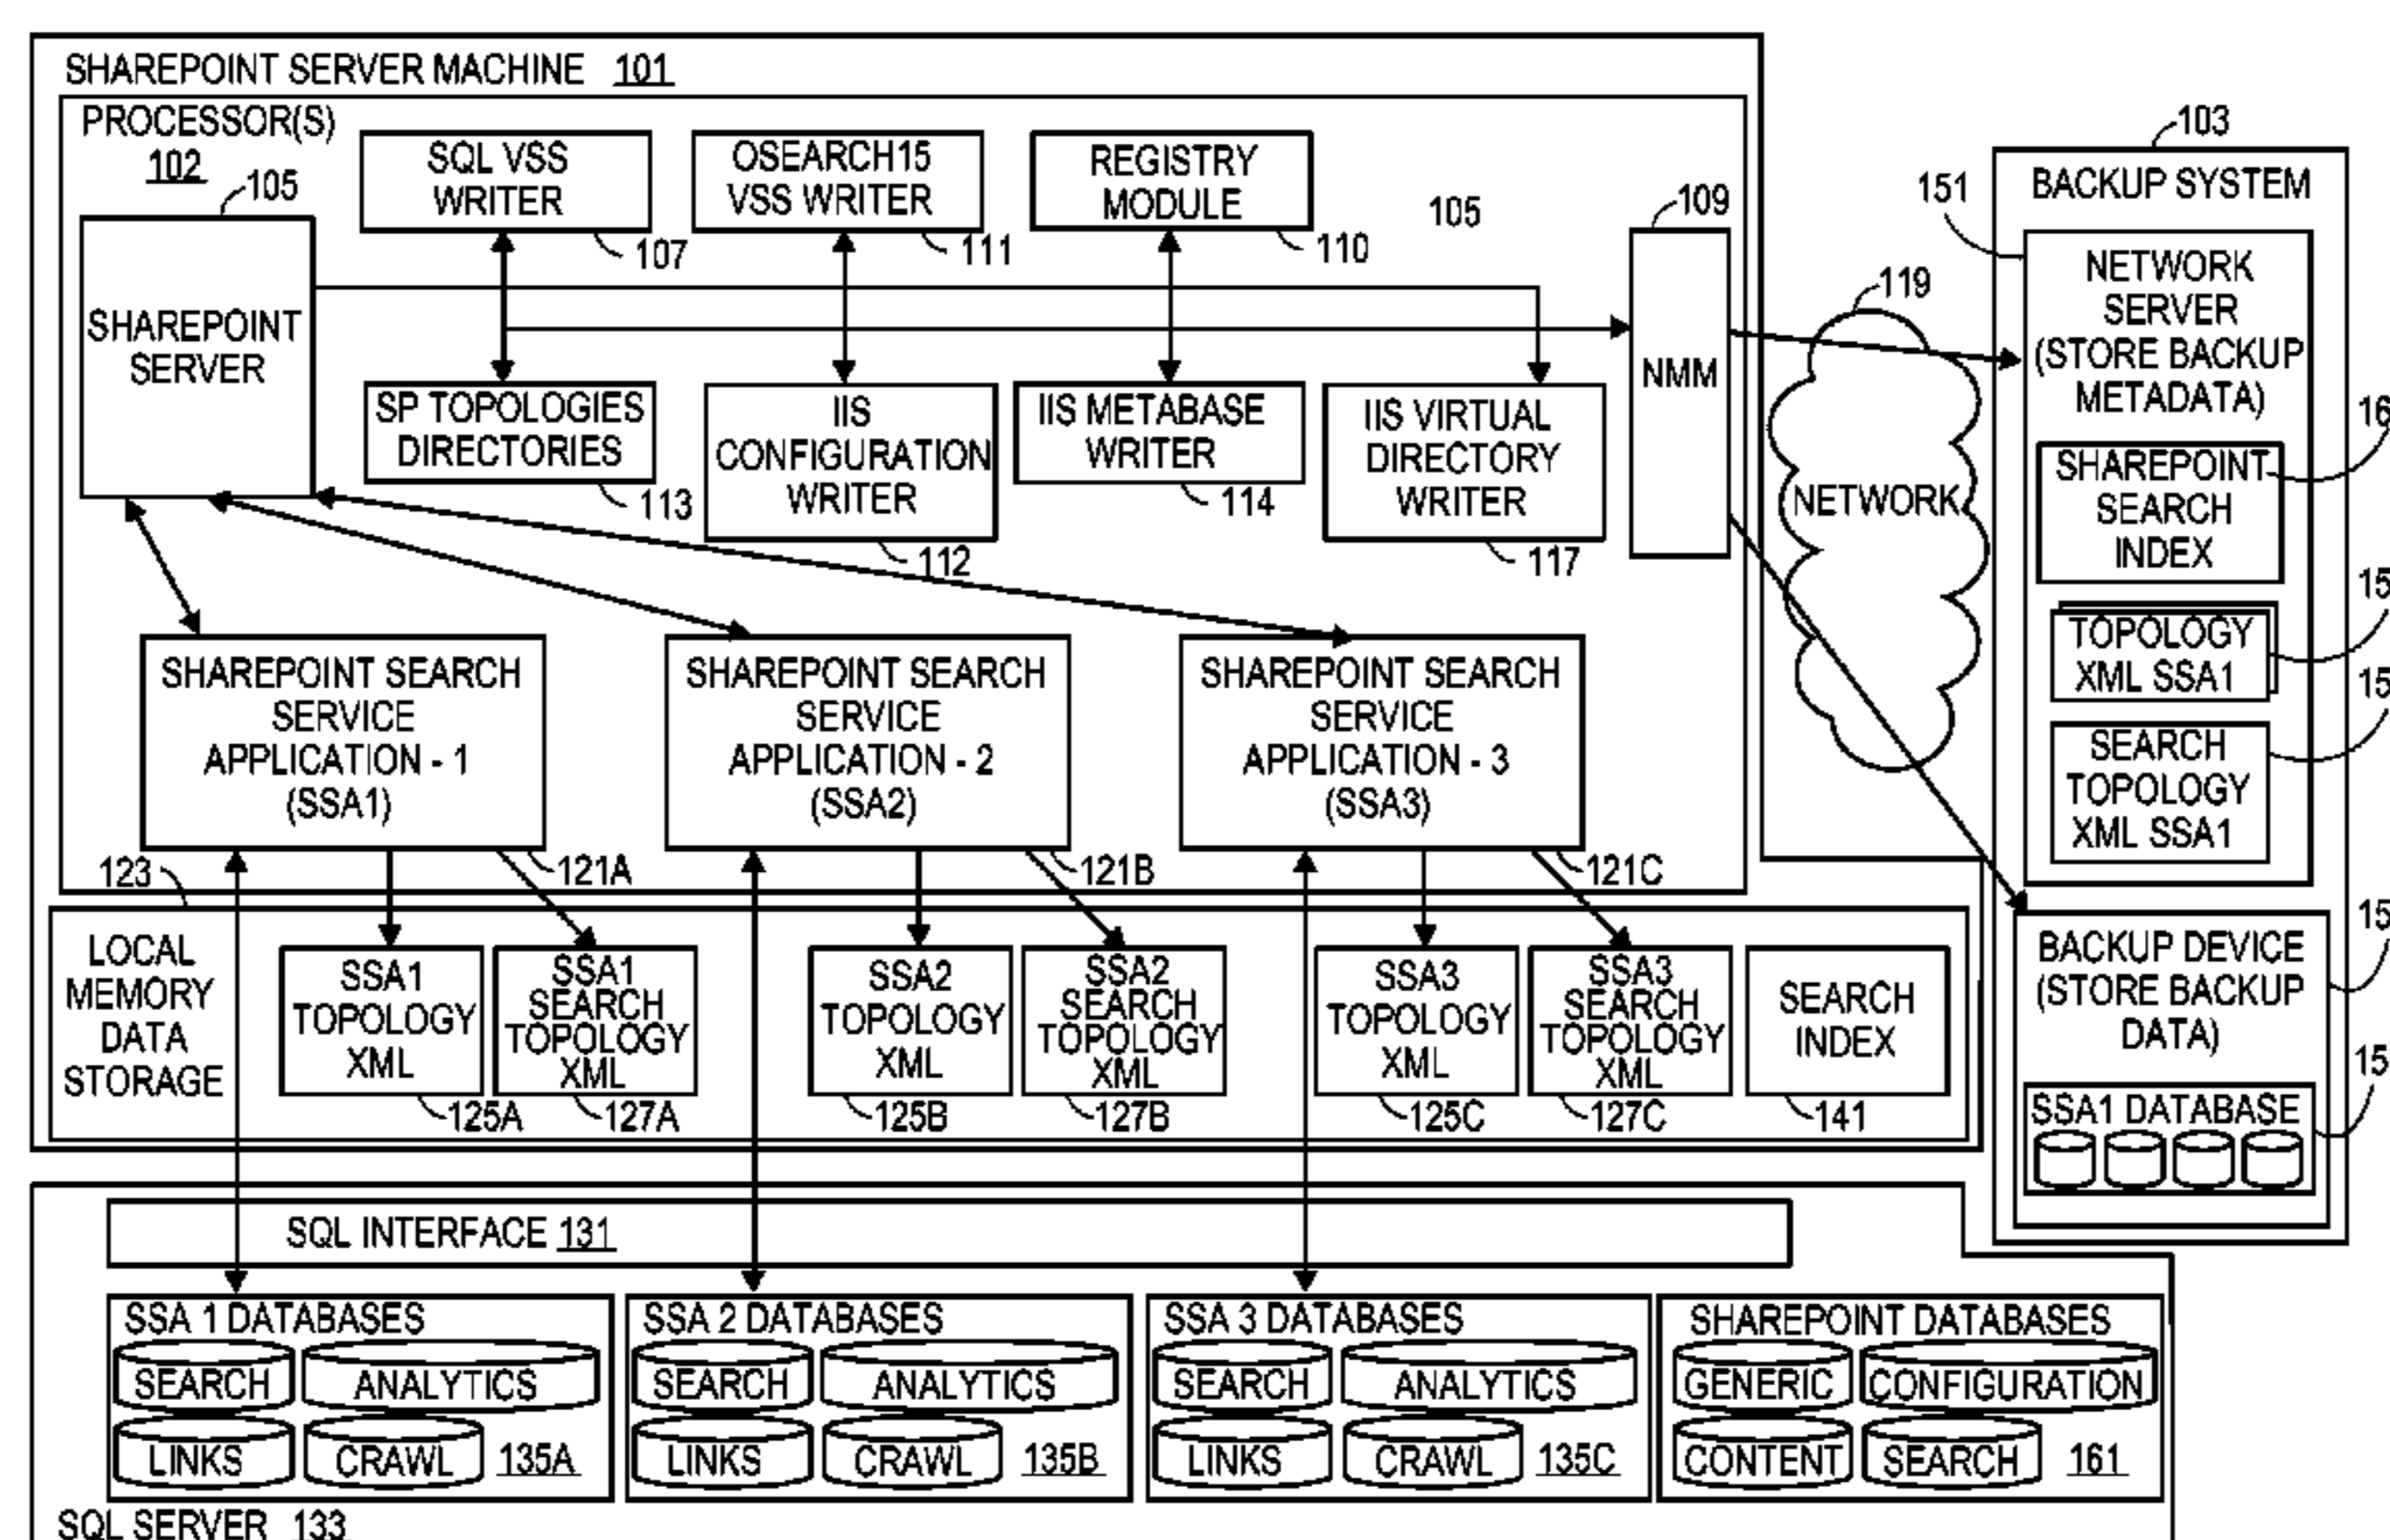 SHAREPOINT SERVER MACHINE 101
PROCESSOR(S)
102
105
SQL VSS
WRITER
107
OSEARCH15
VSS WRITER
111
REGISTRY
MODULE
110
105
109
NMM
SHAREPOINT
SERVER
SP TOPOLOGIES
DIRECTORIES
113
IIS
CONFIGURATION
WRITER
112
IIS METABASE
WRITER
114
IIS VIRTUAL
DIRECTORY
WRITER
117
119
NETWORK
103
BACKUP SYSTEM
151
NETWORK
SERVER
(STORE BACKUP
METADATA)
16
SHAREPOINT
SEARCH
INDEX
15
TOPOLOGY
XML SSA1
15
SEARCH
TOPOLOGY
XML SSA1
15
BACKUP DEVICE
(STORE BACKUP
DATA)
15
SSA1 DATABASE
SHAREPOINT SEARCH
SERVICE
APPLICATION - 1
(SSA1)
121A
SHAREPOINT SEARCH
SERVICE
APPLICATION - 2
(SSA2)
121B
SHAREPOINT SEARCH
SERVICE
APPLICATION - 3
(SSA3)
121C
123
LOCAL
MEMORY
DATA
STORAGE
SSA1
TOPOLOGY
XML
125A
SSA1
SEARCH
TOPOLOGY
XML
127A
SSA2
TOPOLOGY
XML
125B
SSA2
SEARCH
TOPOLOGY
XML
127B
SSA3
TOPOLOGY
XML
125C
SSA3
SEARCH
TOPOLOGY
XML
127C
SEARCH
INDEX
141
SQL INTERFACE 131
SSA 1 DATABASES
SEARCH
ANALYTICS
LINKS
CRAWL
135A
SSA 2 DATABASES
SEARCH
ANALYTICS
LINKS
CRAWL
135B
SSA 3 DATABASES
SEARCH
ANALYTICS
LINKS
CRAWL
135C
SHAREPOINT DATABASES
GENERIC
CONFIGURATION
CONTENT
SEARCH
161
SQL SERVER 133